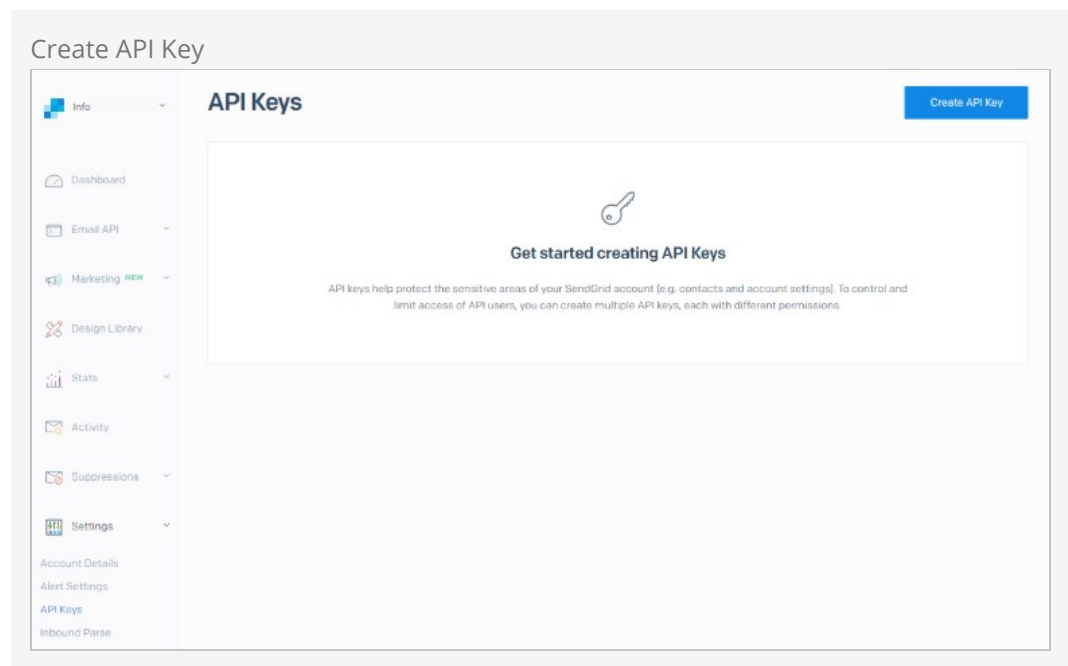 Create API Key
Info
API Keys
Create API Key
Dashboard
Email API
Marketing NEW
Design Library
Stats
Activity
Suppressions
Settings
Account Details
Alert Settings
API Keys
Inbound Parse
Get started creating API Keys
API keys help protect the sensitive areas of your SendGrid account (e.g. contacts and account settings). To control and
limit access of API users, you can create multiple API keys, each with different permissions.